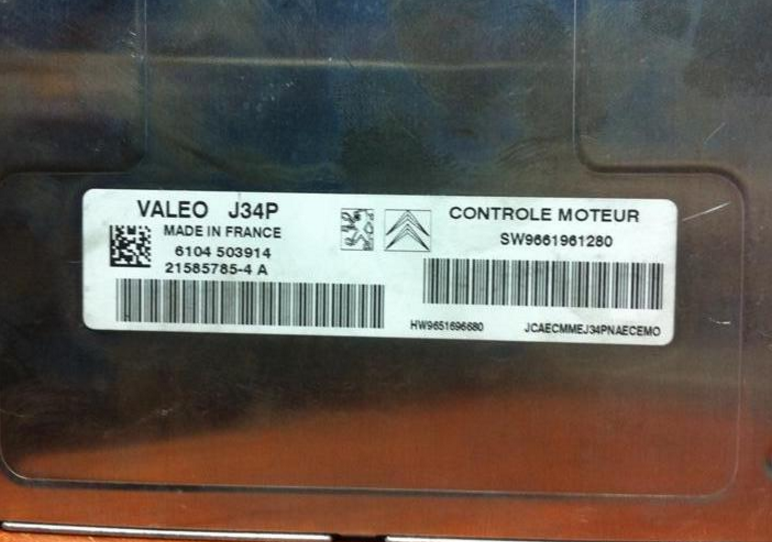 VALEO J34P
MADE IN FRANCE
6104 503914
21585785-4 A
CONTROLE MOTEUR
SW9661961280
HW9651696680
JCAECMMEJ34PNAECEMO